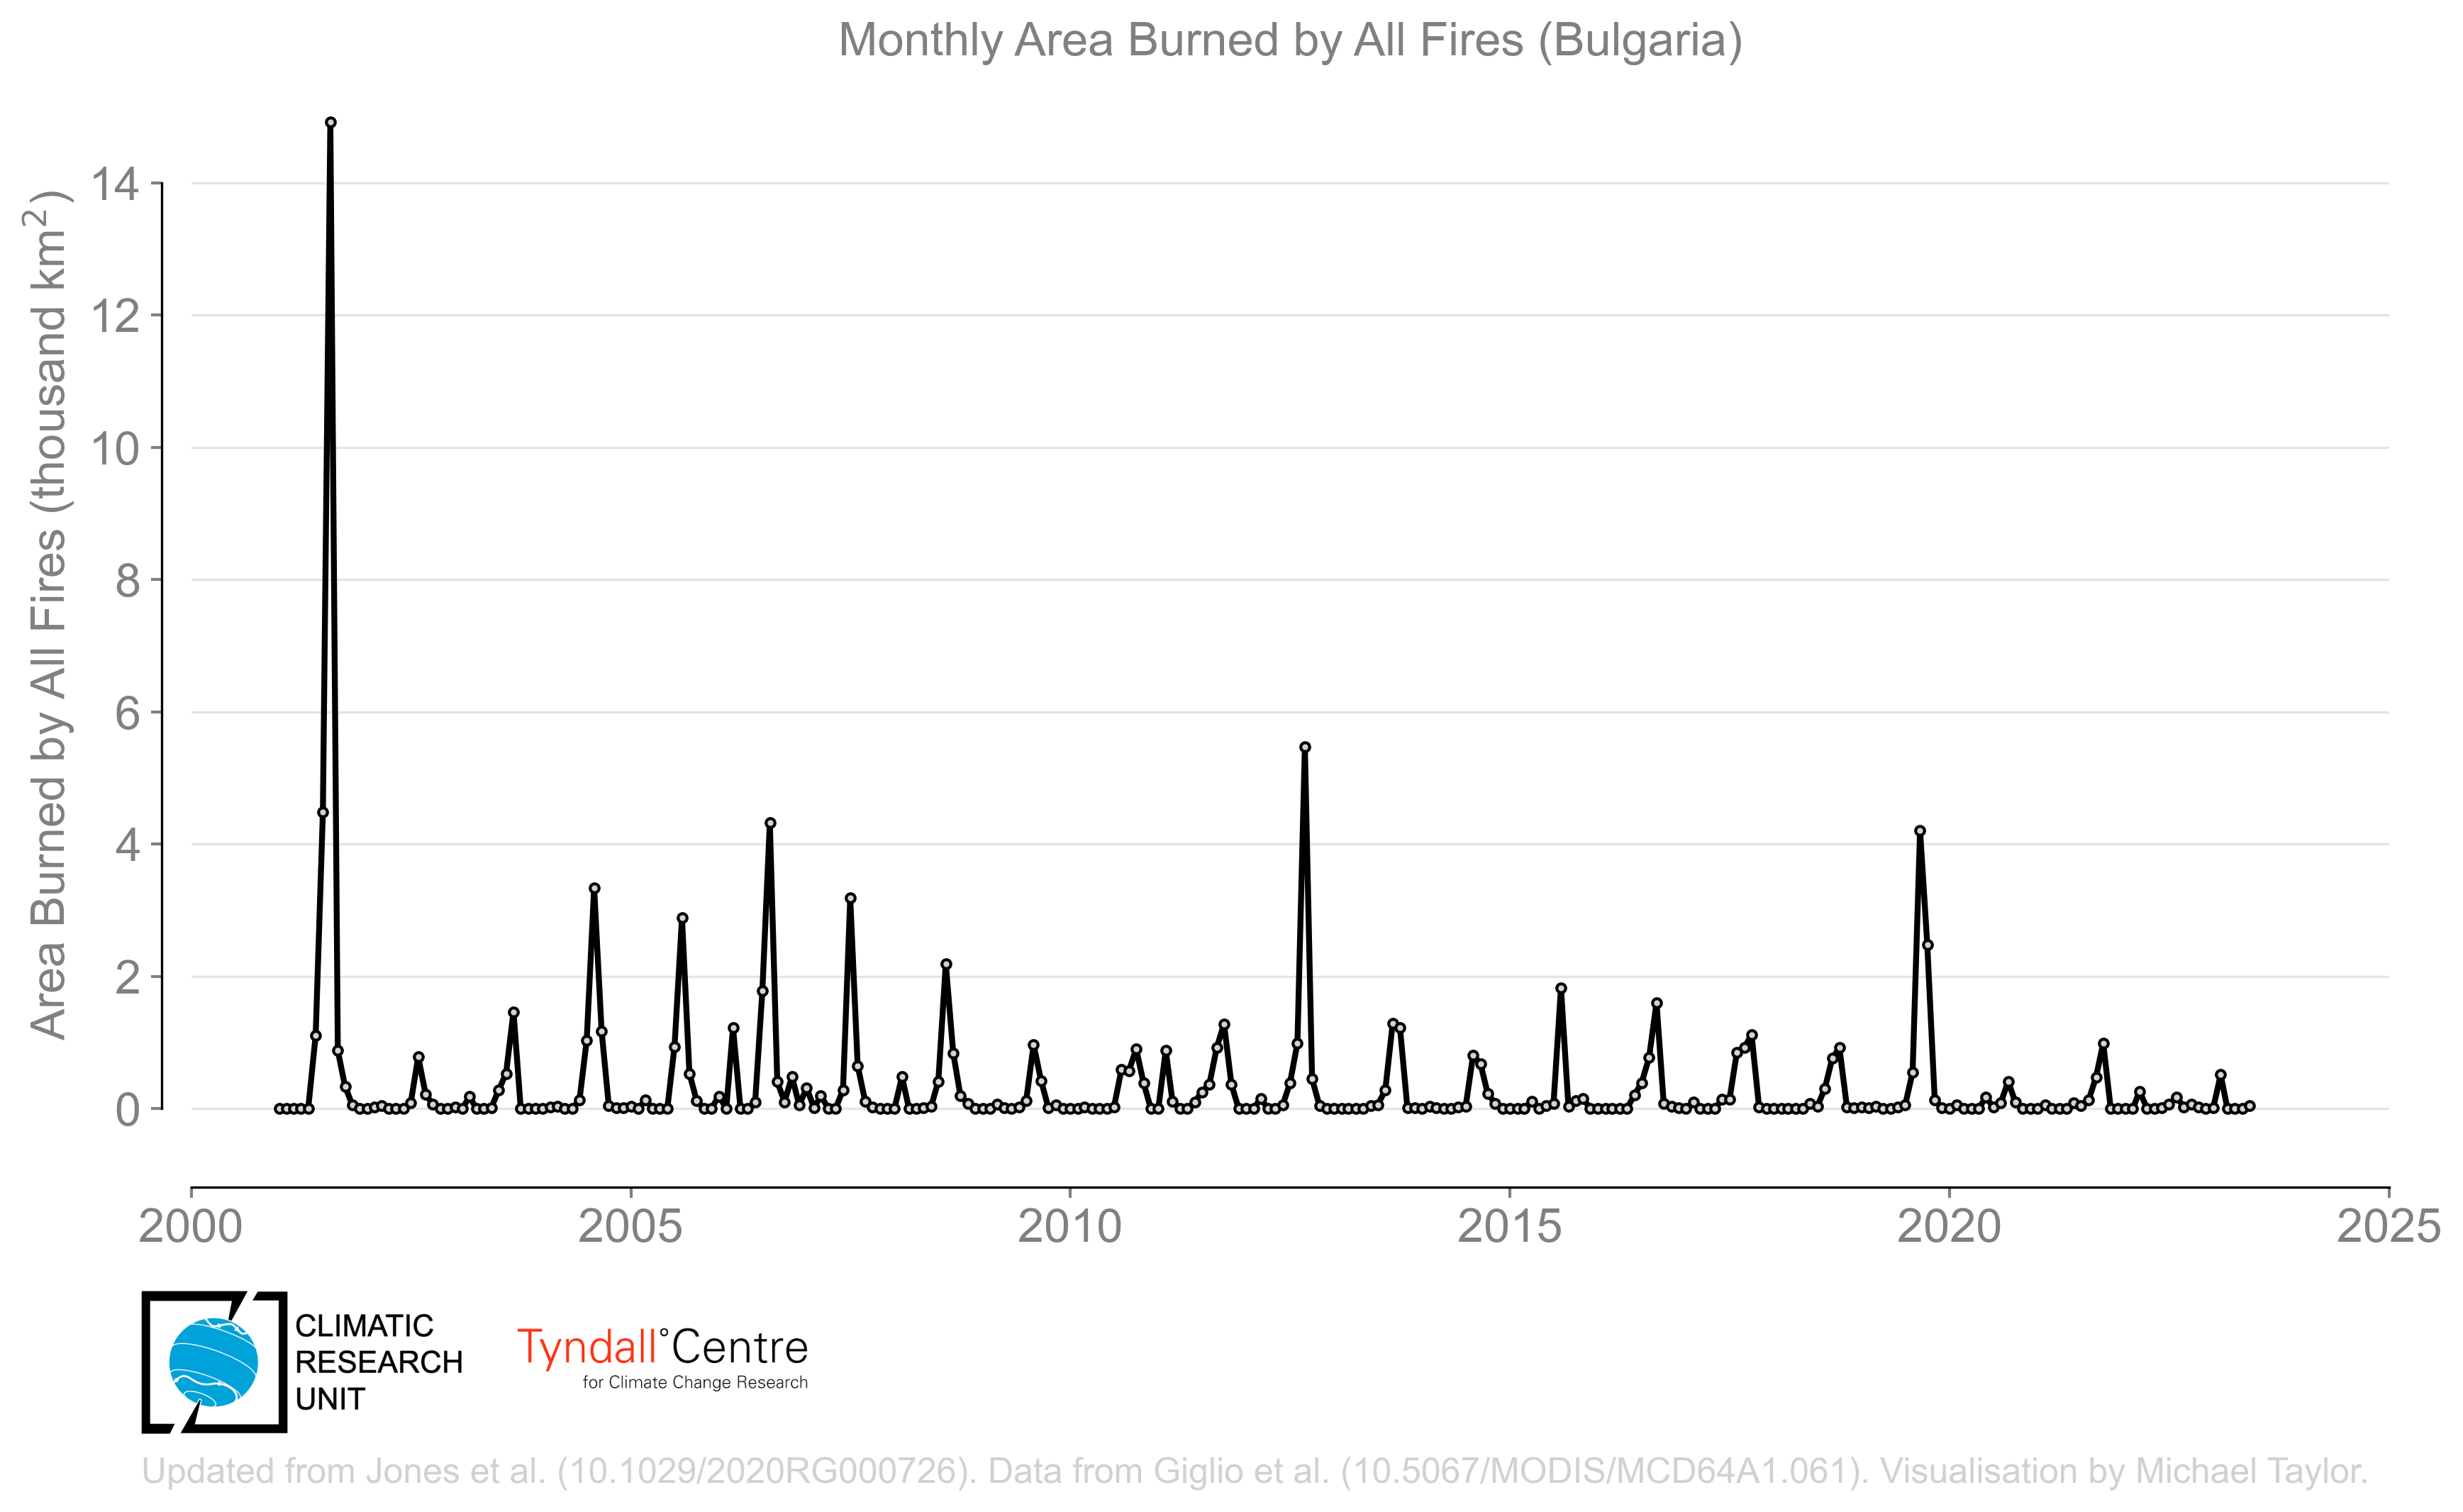 Monthly Area Burned by All Fires (Bulgaria)
Area Burned by All Fires (thousand km²)
14
12
10
8
6
4
2
0
2000 2005 2010 2015 2020 2025
CLIMATIC
RESEARCH
UNIT
Tyndall°Centre
for Climate Change Research
Updated from Jones et al. (10.1029/2020RG000726). Data from Giglio et al. (10.5067/MODIS/MCD64A1.061). Visualisation by Michael Taylor.